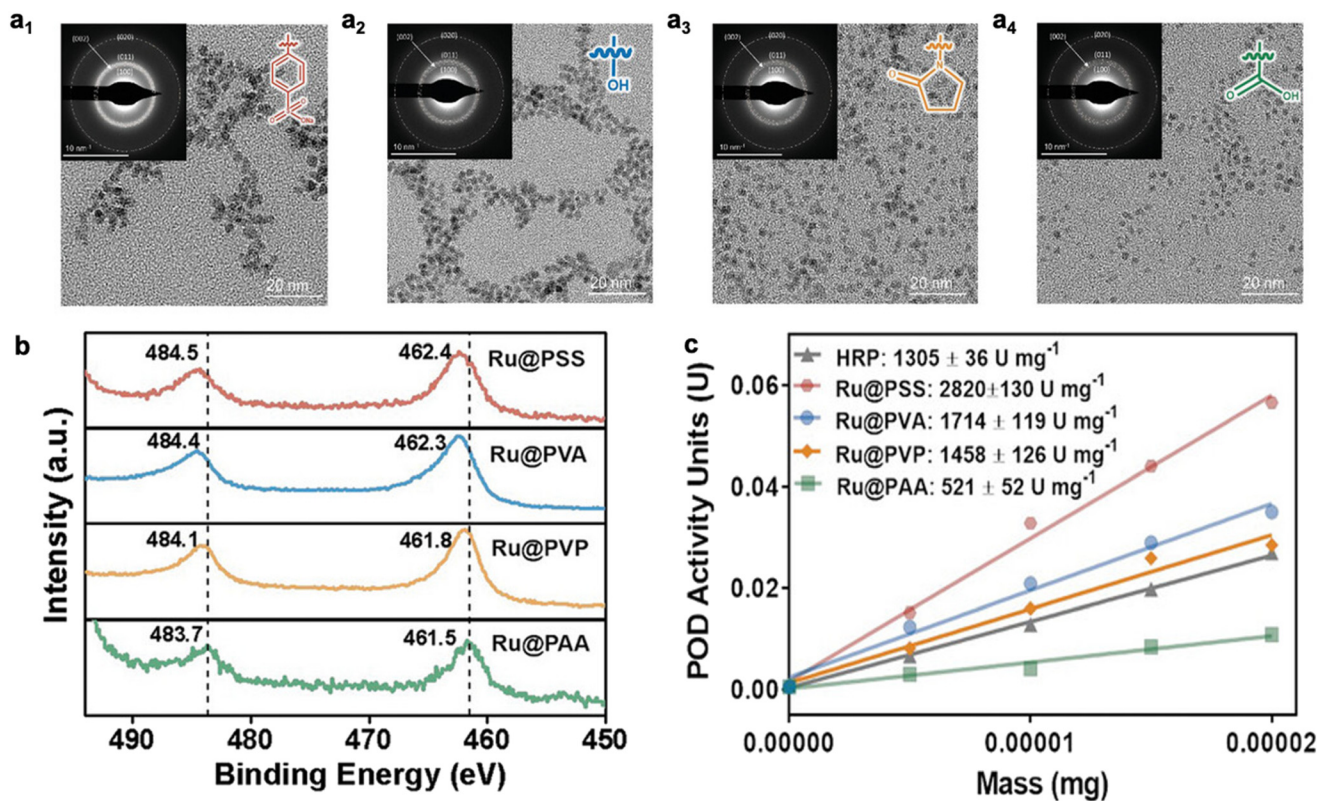 a₁
(002)
(020)
(011)
(100)
10 nm⁻¹
O
O
O
ONa
20 nm
a₂
(002)
(020)
(011)
(100)
10 nm⁻¹
OH
20 nm
a₃
(002)
(020)
(011)
(100)
10 nm⁻¹
N
O
20 nm
a₄
(002)
(020)
(011)
(100)
10 nm⁻¹
O
OH
20 nm
b
Intensity (a.u.)
484.5
462.4
Ru@PSS
484.4
462.3
Ru@PVA
484.1
461.8
Ru@PVP
483.7
461.5
Ru@PAA
490
480
470
460
450
Binding Energy (eV)
c
POD Activity Units (U)
HRP: 1305 ± 36 U mg⁻¹
Ru@PSS: 2820±130 U mg⁻¹
Ru@PVA: 1714 ± 119 U mg⁻¹
Ru@PVP: 1458 ± 126 U mg⁻¹
Ru@PAA: 521 ± 52 U mg⁻¹
0.06
0.04
0.02
0.00
0.00000
0.00001
0.00002
Mass (mg)